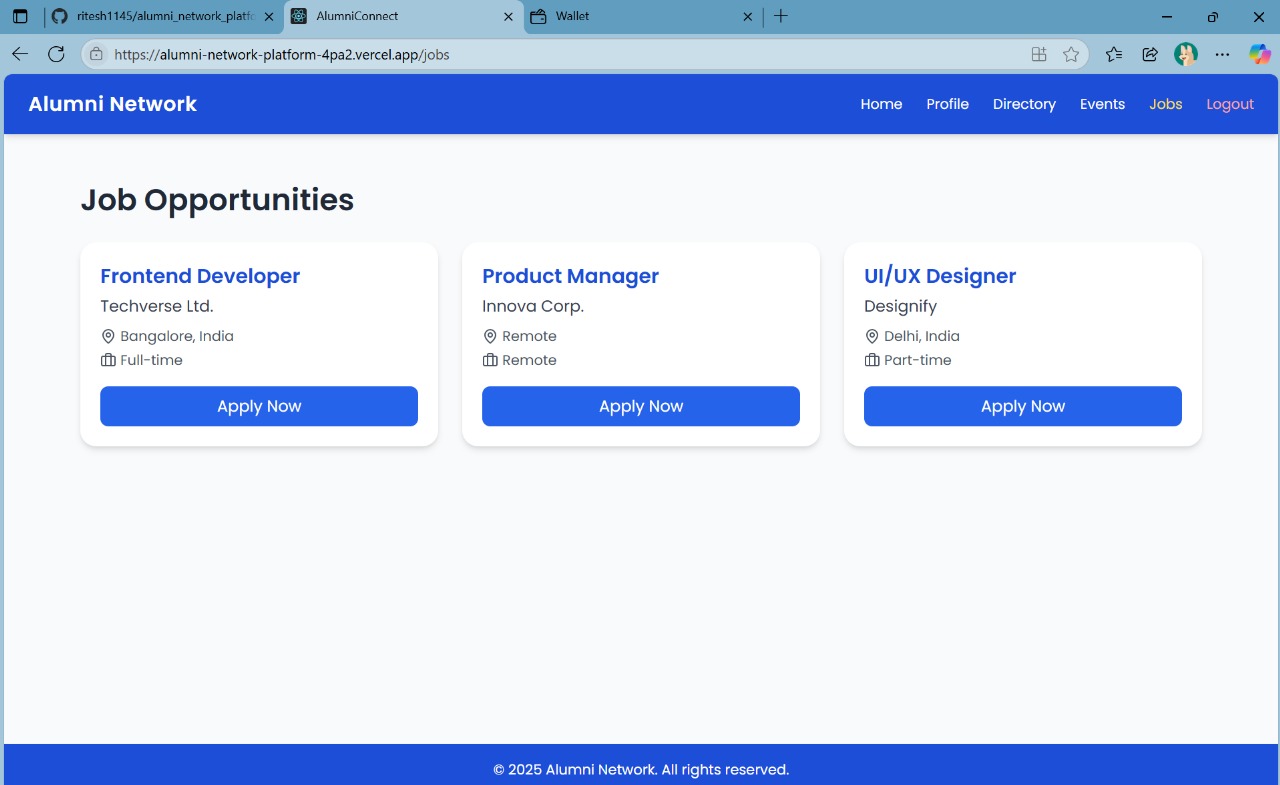 ritesh1145/alumni_network_platfo
AlumniConnect
Wallet
https://alumni-network-platform-4pa2.vercel.app/jobs
Alumni Network
Home Profile Directory Events Jobs Logout
Job Opportunities
Frontend Developer
Techverse Ltd.
Bangalore, India
Full-time
Apply Now
Product Manager
Innova Corp.
Remote
Remote
Apply Now
UI/UX Designer
Designify
Delhi, India
Part-time
Apply Now
© 2025 Alumni Network. All rights reserved.